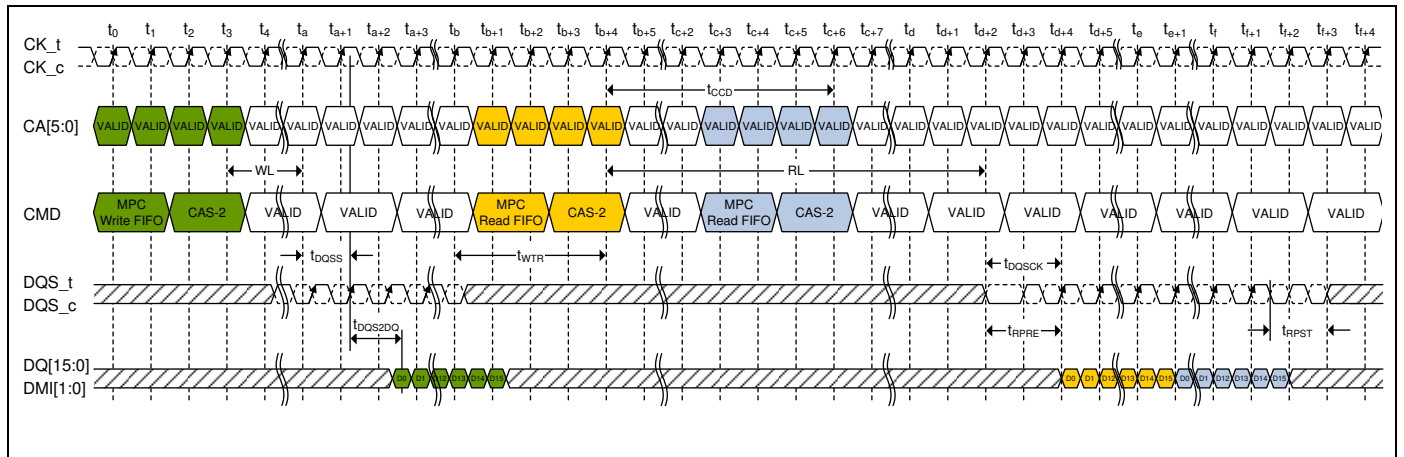 t0 t1 t2 t3 t4 ta ta+1 ta+2 ta+3 tb tb+1 tb+2 tb+3 tb+4 tb+5 tc+2 tc+3 tc+4 tc+5 tc+6 tc+7 td td+1 td+2 td+3 td+4 td+5 te te+1 tf tf+1 tf+2 tf+3 tf+4
CK_t
CK_c
tCCD
CA[5:0] VALID VALID VALID VALID VALID VALID VALID VALID VALID VALID VALID VALID VALID VALID VALID VALID VALID VALID VALID VALID VALID VALID VALID VALID VALID VALID VALID VALID VALID VALID VALID VALID VALID VALID
WL RL
CMD MPC Write FIFO CAS-2 VALID VALID VALID MPC Read FIFO CAS-2 VALID MPC Read FIFO CAS-2 VALID VALID VALID VALID VALID VALID VALID
tDQSS tWTR tDQSCK
DQS_t
DQS_c
tDQS2DQ tRPRE tRPST
DQ[15:0]
DMI[1:0]
D0 D1 D12 D13 D14 D15 D0 D1 D12 D13 D14 D15 D0 D1 D12 D13 D14 D15